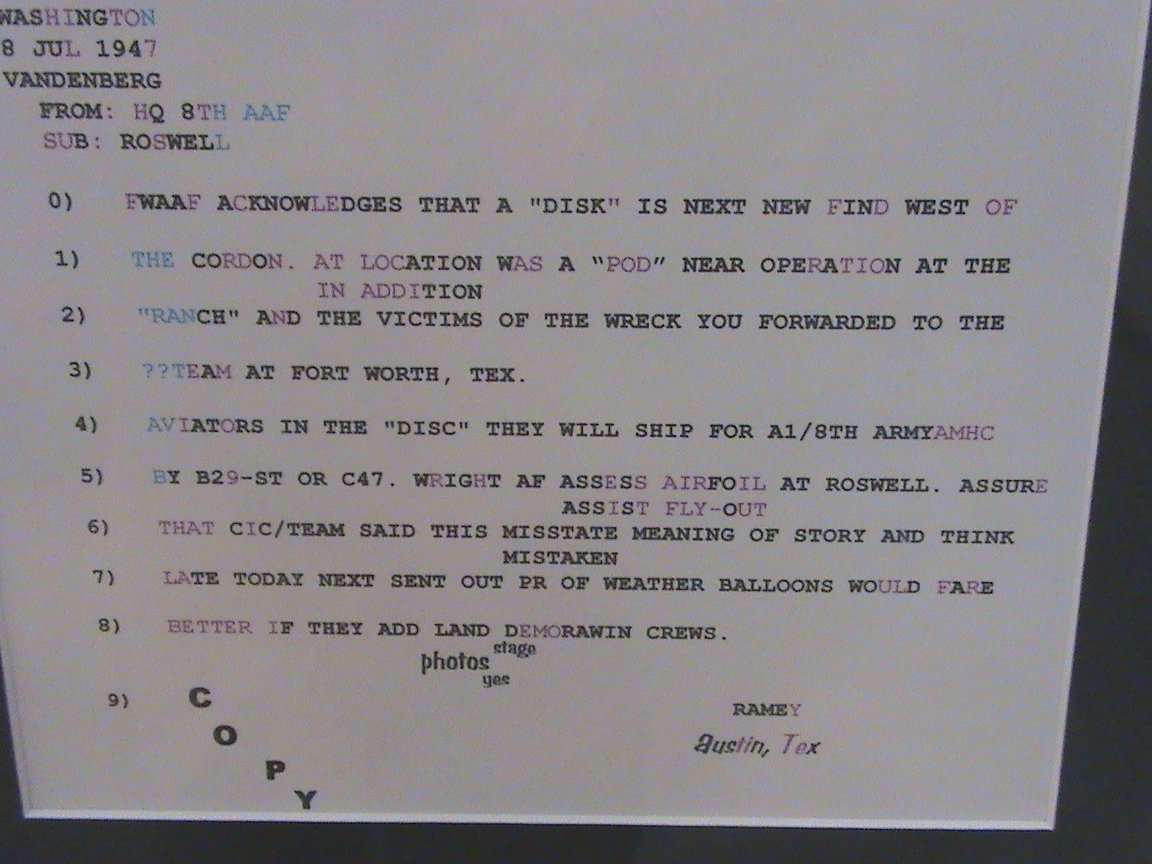 WASHINGTON
8 JUL 1947
VANDENBERG
FROM: HQ 8TH AAF
SUB: ROSWELL
0) FWAAF ACKNOWLEDGES THAT A "DISK" IS NEXT NEW FIND WEST OF
1) THE CORDON. AT LOCATION WAS A “POD” NEAR OPERATION AT THE
IN ADDITION
2) "RANCH" AND THE VICTIMS OF THE WRECK YOU FORWARDED TO THE
3) ??TEAM AT FORT WORTH, TEX.
4) AVIATORS IN THE "DISC" THEY WILL SHIP FOR A1/8TH ARMYAMHC
5) BY B29-ST OR C47. WRIGHT AF ASSESS AIRFOIL AT ROSWELL. ASSURE
ASSIST FLY-OUT
6) THAT CIC/TEAM SAID THIS MISSTATE MEANING OF STORY AND THINK
MISTAKEN
7) LATE TODAY NEXT SENT OUT PR OF WEATHER BALLOONS WOULD FARE
8) BETTER IF THEY ADD LAND DEMORAWIN CREWS.
stage
photos
yes
9) COPY
RAMEY
Austin, Tex